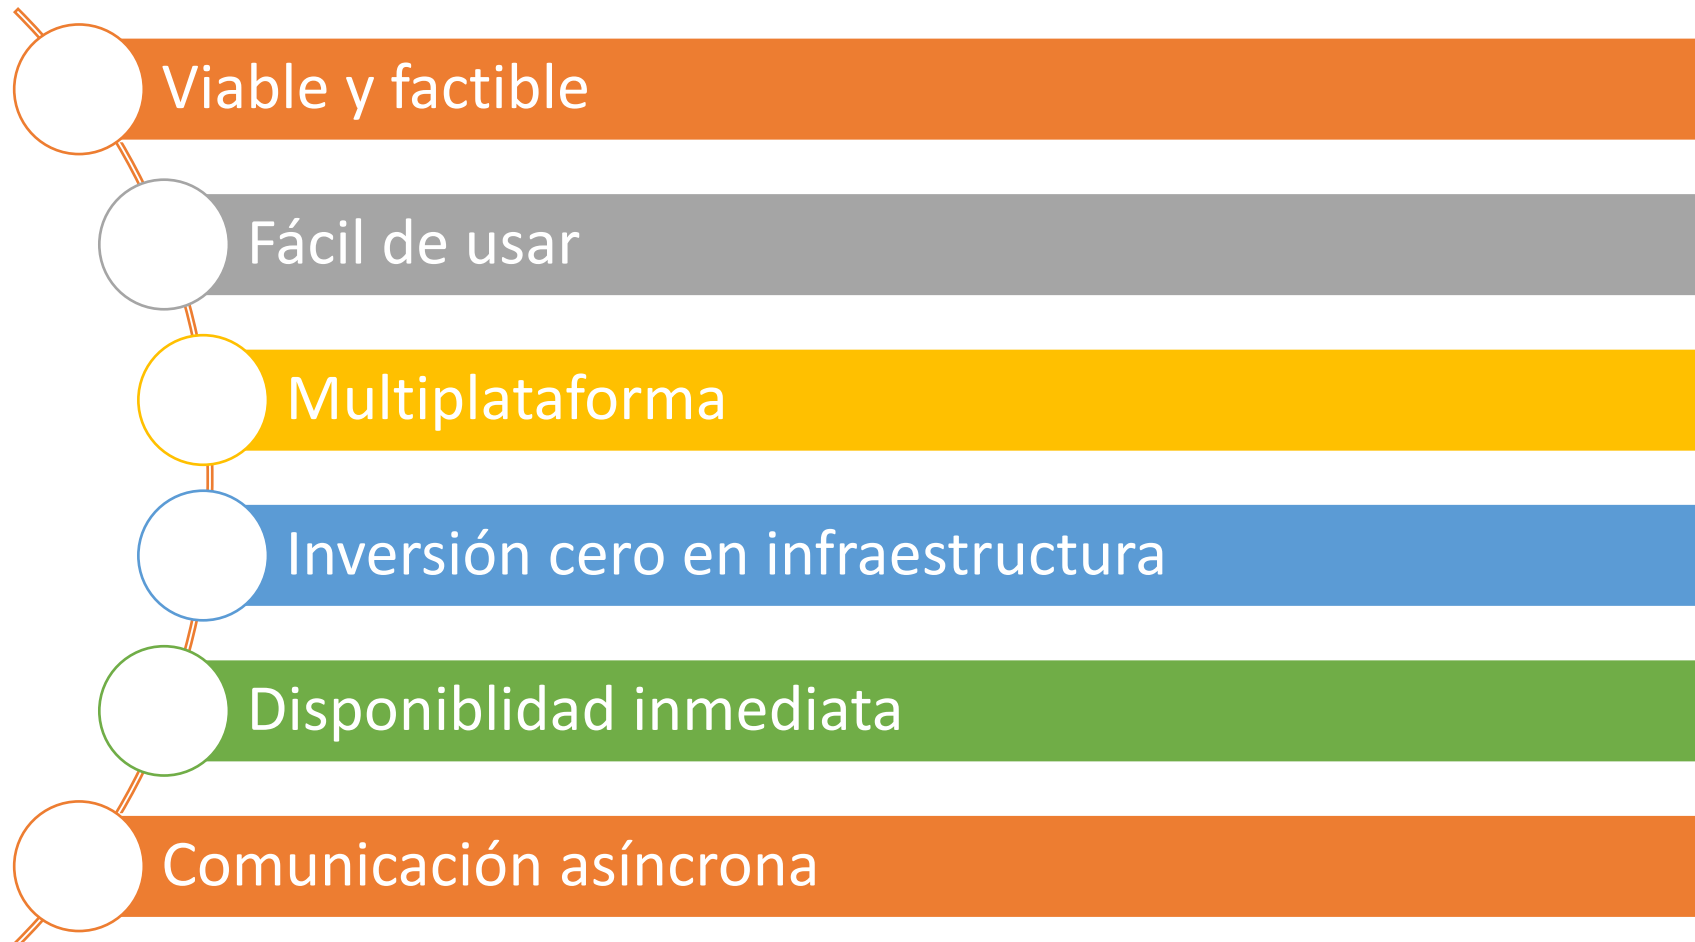 Viable y factible
Fácil de usar
Multiplataforma
Inversión cero en infraestructura
Disponiblidad inmediata
Comunicación asíncrona